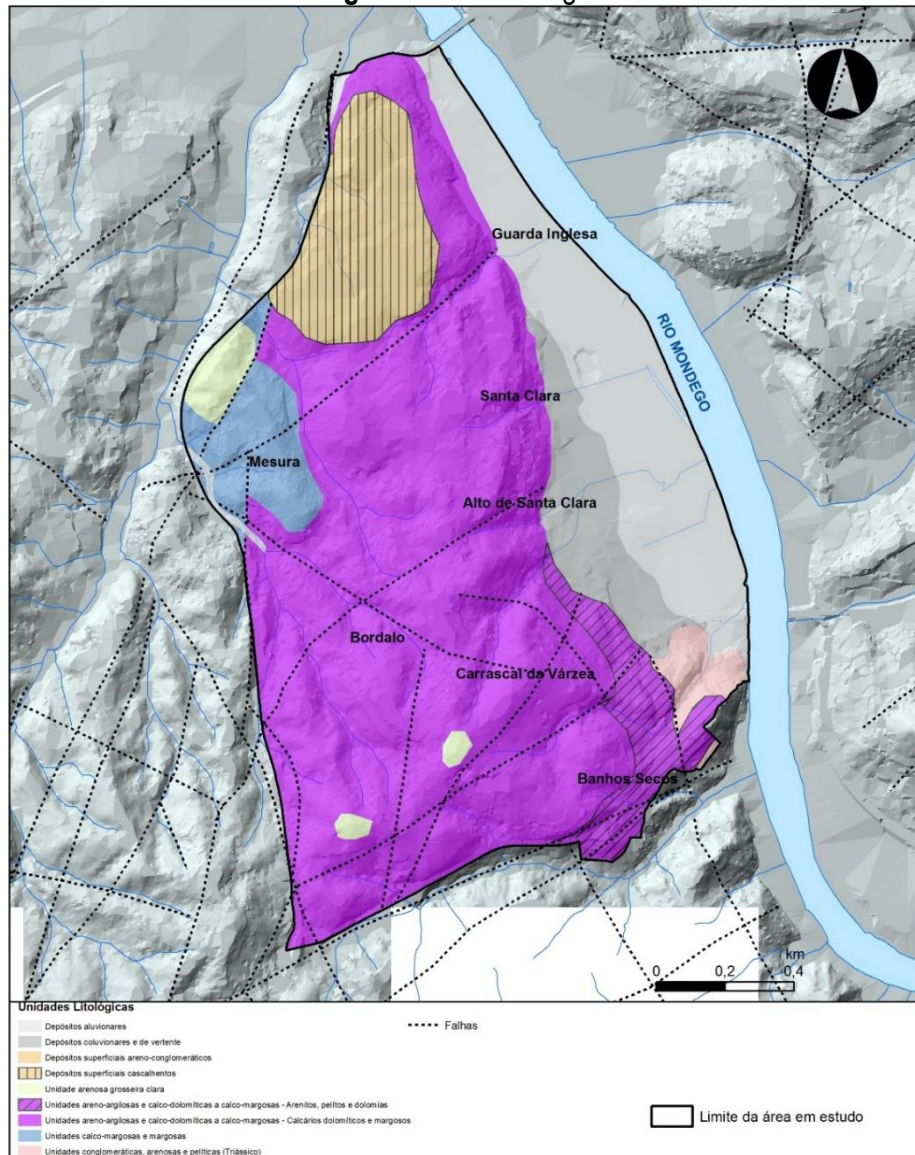 Guarda Inglesa
RIO MONDEGO
Santa Clara
Mesura
Alto de Santa Clara
Bordalo
Carrascal da Várzea
Banhos Secos
km
0 0,2 0,4
Unidades Litológicas
Depósitos aluvionares
Depósitos coluvionares e de vertente
Depósitos superficiais areno-conglomeráticos
Depósitos superficiais cascalhentos
Unidade arenosa grosseira clara
Unidades areno-argilosas e calco-dolomíticas a calco-margosas - Arenitos, pelitos e dolomias
Unidades areno-argilosas e calco-dolomíticas a calco-margosas - Calcários dolomíticos e margosos
Unidades calco-margosas e margosas
Unidades conglomeráticas, arenosas e pelíticas (Triássico)
Falhas
Limite da área em estudo